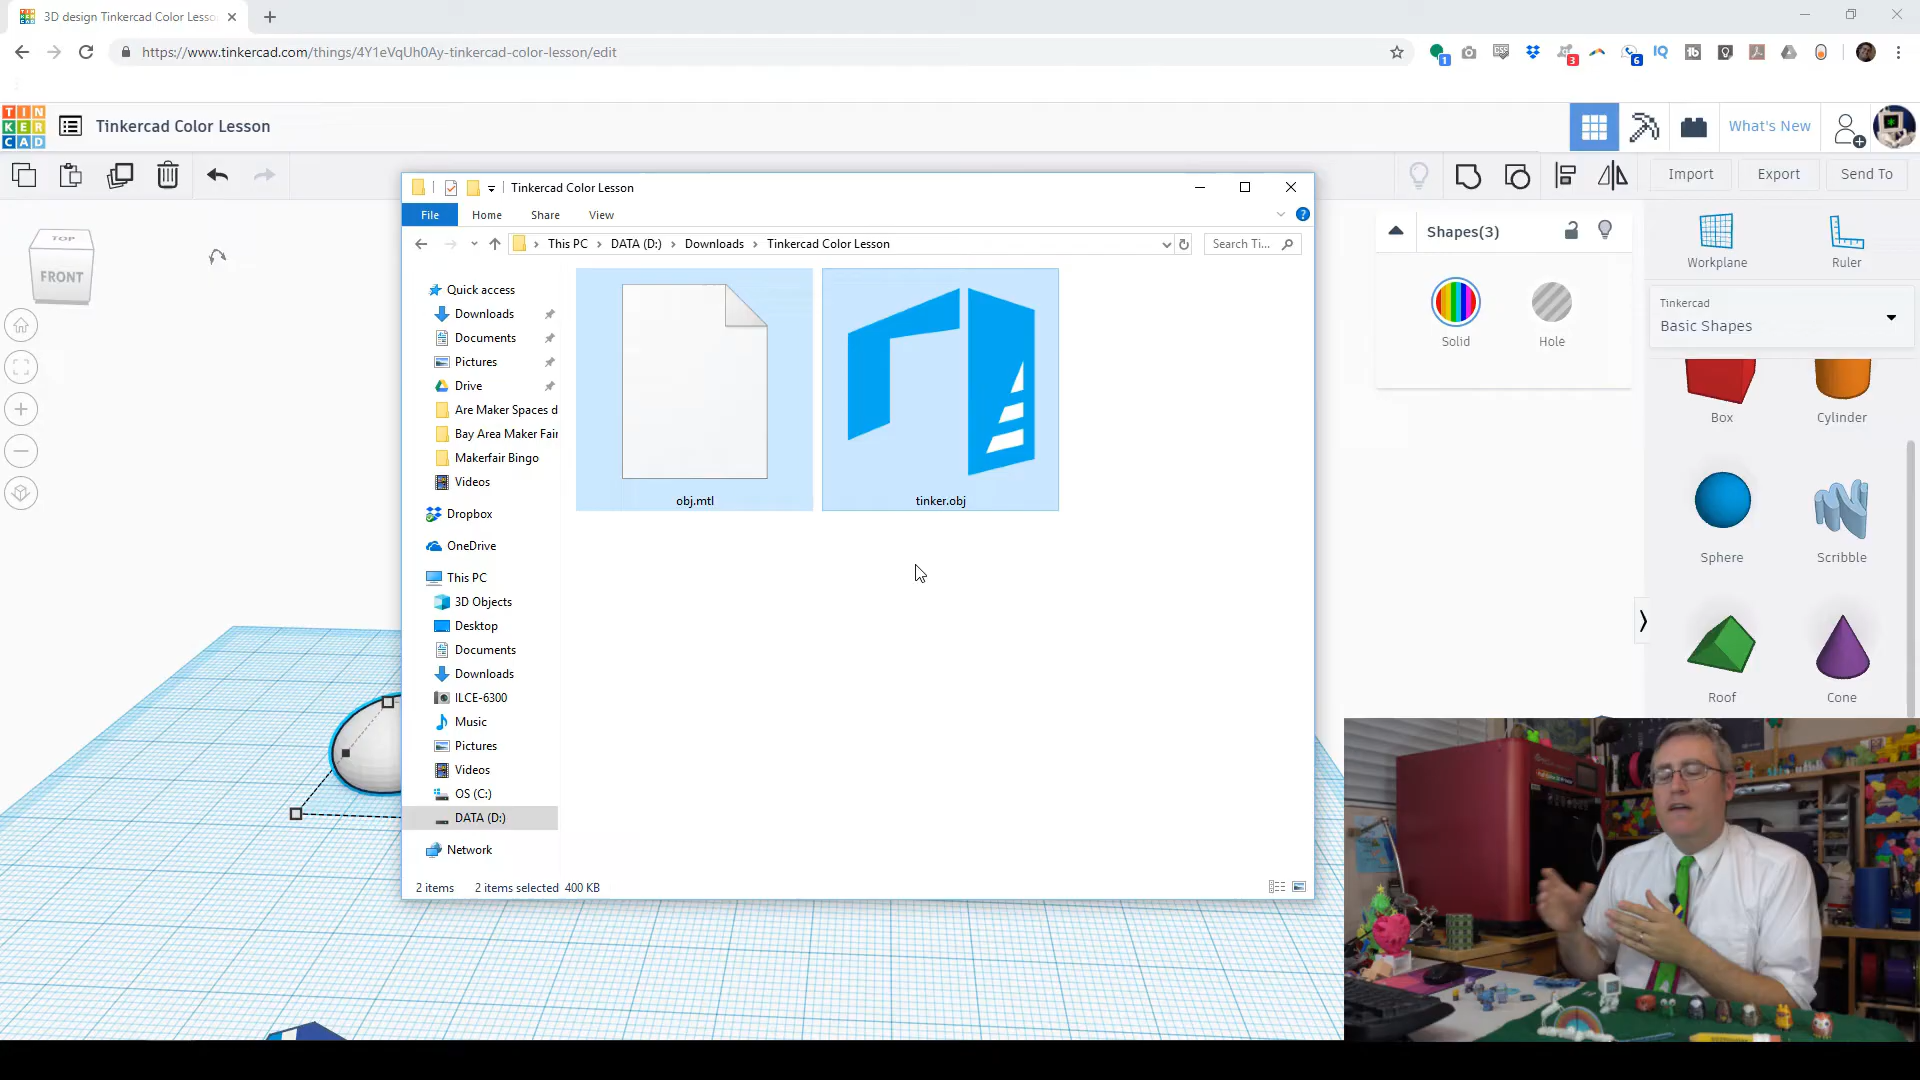 3D design Tinkercad Color Lesso
https://www.tinkercad.com/things/4Y1eVqUh0Ay-tinkercad-color-lesson/edit
1
3
6
TIN
KER
CAD
Tinkercad Color Lesson
What's New
Import
Export
Send To
Tinkercad Color Lesson
File
Home
Share
View
This PC
DATA (D:)
Downloads
Tinkercad Color Lesson
Search Ti...
TOP
FRONT
Quick access
Downloads
Documents
Pictures
Drive
Are Maker Spaces d
Bay Area Maker Fair
Makerfair Bingo
Videos
Dropbox
OneDrive
This PC
3D Objects
Desktop
Documents
Downloads
ILCE-6300
Music
Pictures
Videos
OS (C:)
DATA (D:)
Network
obj.mtl
tinker.obj
2 items
2 items selected
400 KB
Shapes(3)
Solid
Hole
Workplane
Ruler
Tinkercad
Basic Shapes
Box
Cylinder
Sphere
Scribble
Roof
Cone